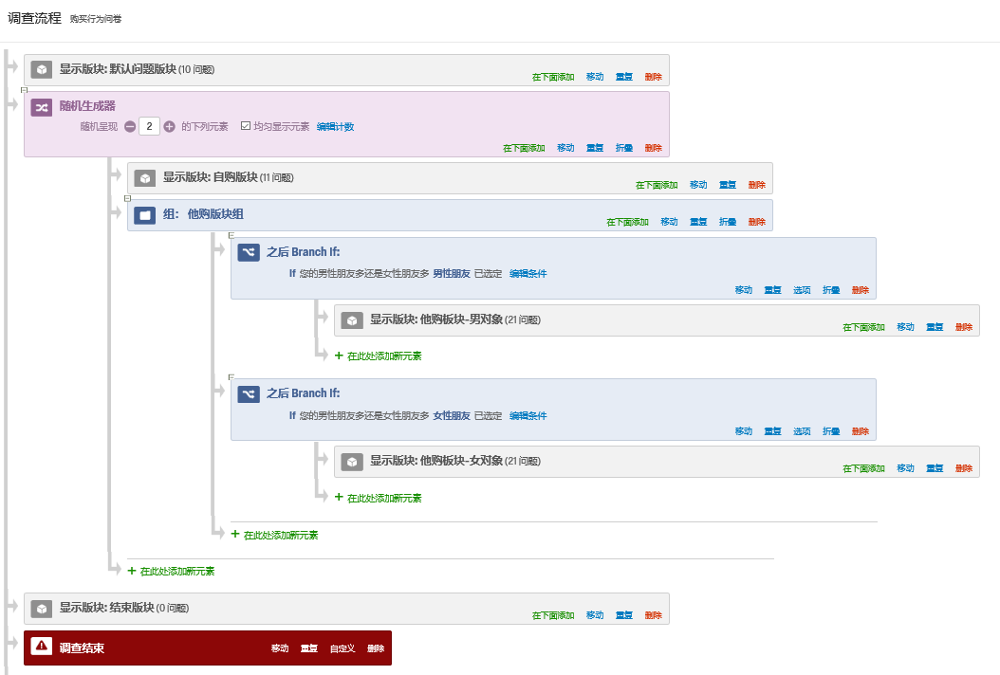 调查流程 购买行为问卷
显示版块: 默认问题版块 (10 问题)
在下面添加 移动 重复 删除
随机生成器
随机呈现 2 的下列元素 均匀显示元素 编辑计数
在下面添加 移动 重复 折叠 删除
显示版块: 自购版块 (11 问题)
在下面添加 移动 重复 删除
组: 他购版块组
在下面添加 移动 重复 折叠 删除
之后 Branch If:
If 您的男性朋友多还是女性朋友多 男性朋友 已选定 编辑条件
移动 重复 选项 折叠 删除
显示版块: 他购板块-男对象 (21 问题)
在下面添加 移动 重复 删除
+ 在此处添加新元素
之后 Branch If:
If 您的男性朋友多还是女性朋友多 女性朋友 已选定 编辑条件
移动 重复 选项 折叠 删除
显示版块: 他购板块-女对象 (21 问题)
在下面添加 移动 重复 删除
+ 在此处添加新元素
+ 在此处添加新元素
+ 在此处添加新元素
显示版块: 结束版块 (0 问题)
在下面添加 移动 重复 删除
调查结束 移动 重复 自定义 删除